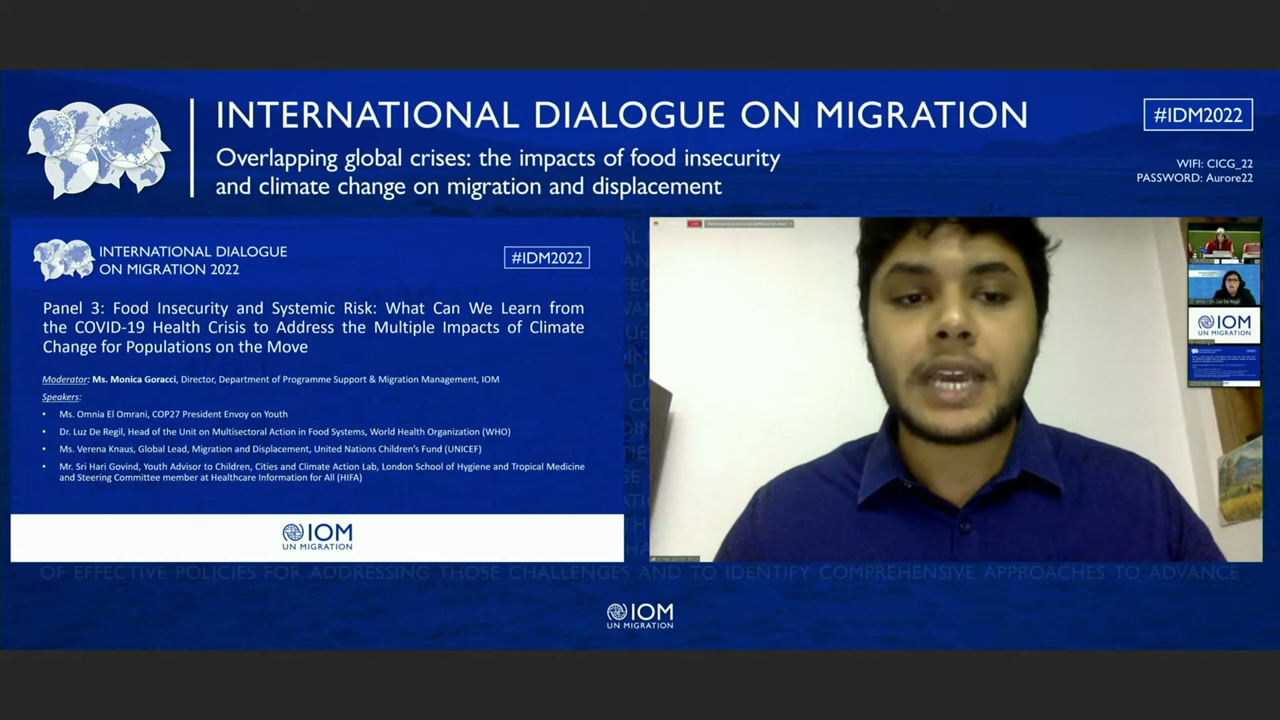 INTERNATIONAL DIALOGUE ON MIGRATION
Overlapping global crises: the impacts of food insecurity
and climate change on migration and displacement
#IDM2022
WIFI: CICG_22
PASSWORD: Aurore22
INTERNATIONAL DIALOGUE
ON MIGRATION 2022
#IDM2022
Panel 3: Food Insecurity and Systemic Risk: What Can We Learn from
the COVID-19 Health Crisis to Address the Multiple Impacts of Climate
Change for Populations on the Move
Moderator: Ms. Monica Goracci, Director, Department of Programme Support & Migration Management, IOM
Speakers:
• Ms. Omnia El Omrani, COP27 President Envoy on Youth
• Dr. Luz De Regil, Head of the Unit on Multisectoral Action in Food Systems, World Health Organization (WHO)
• Ms. Verena Knaus, Global Lead, Migration and Displacement, United Nations Children's Fund (UNICEF)
• Mr. Sri Hari Govind, Youth Advisor to Children, Cities and Climate Action Lab, London School of Hygiene and Tropical Medicine
and Steering Committee member at Healthcare Information for All (HIFA)
IOM
UN MIGRATION
LIVE
IOM
UN MIGRATION
OF EFFECTIVE POLICIES FOR ADDRESSING THOSE CHALLENGES AND TO IDENTIFY COMPREHENSIVE APPROACHES TO ADVANCE
IOM
UN MIGRATION